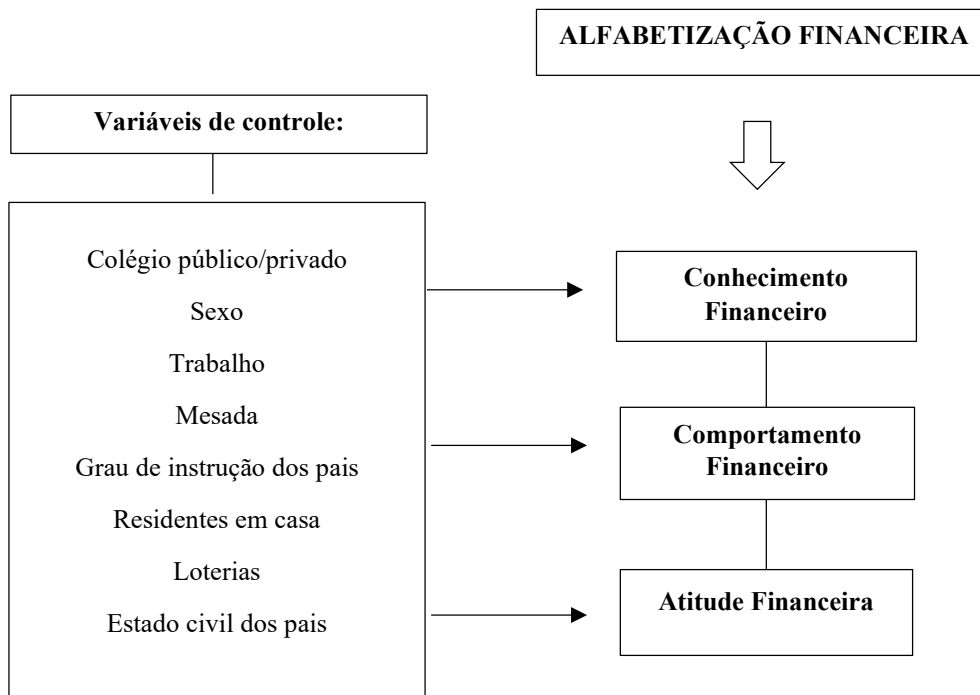 ALFABETIZAÇÃO FINANCEIRA
Variáveis de controle:
Colégio público/privado
Sexo
Trabalho
Mesada
Grau de instrução dos pais
Residentes em casa
Loterias
Estado civil dos pais
Conhecimento
Financeiro
Comportamento
Financeiro
Atitude Financeira